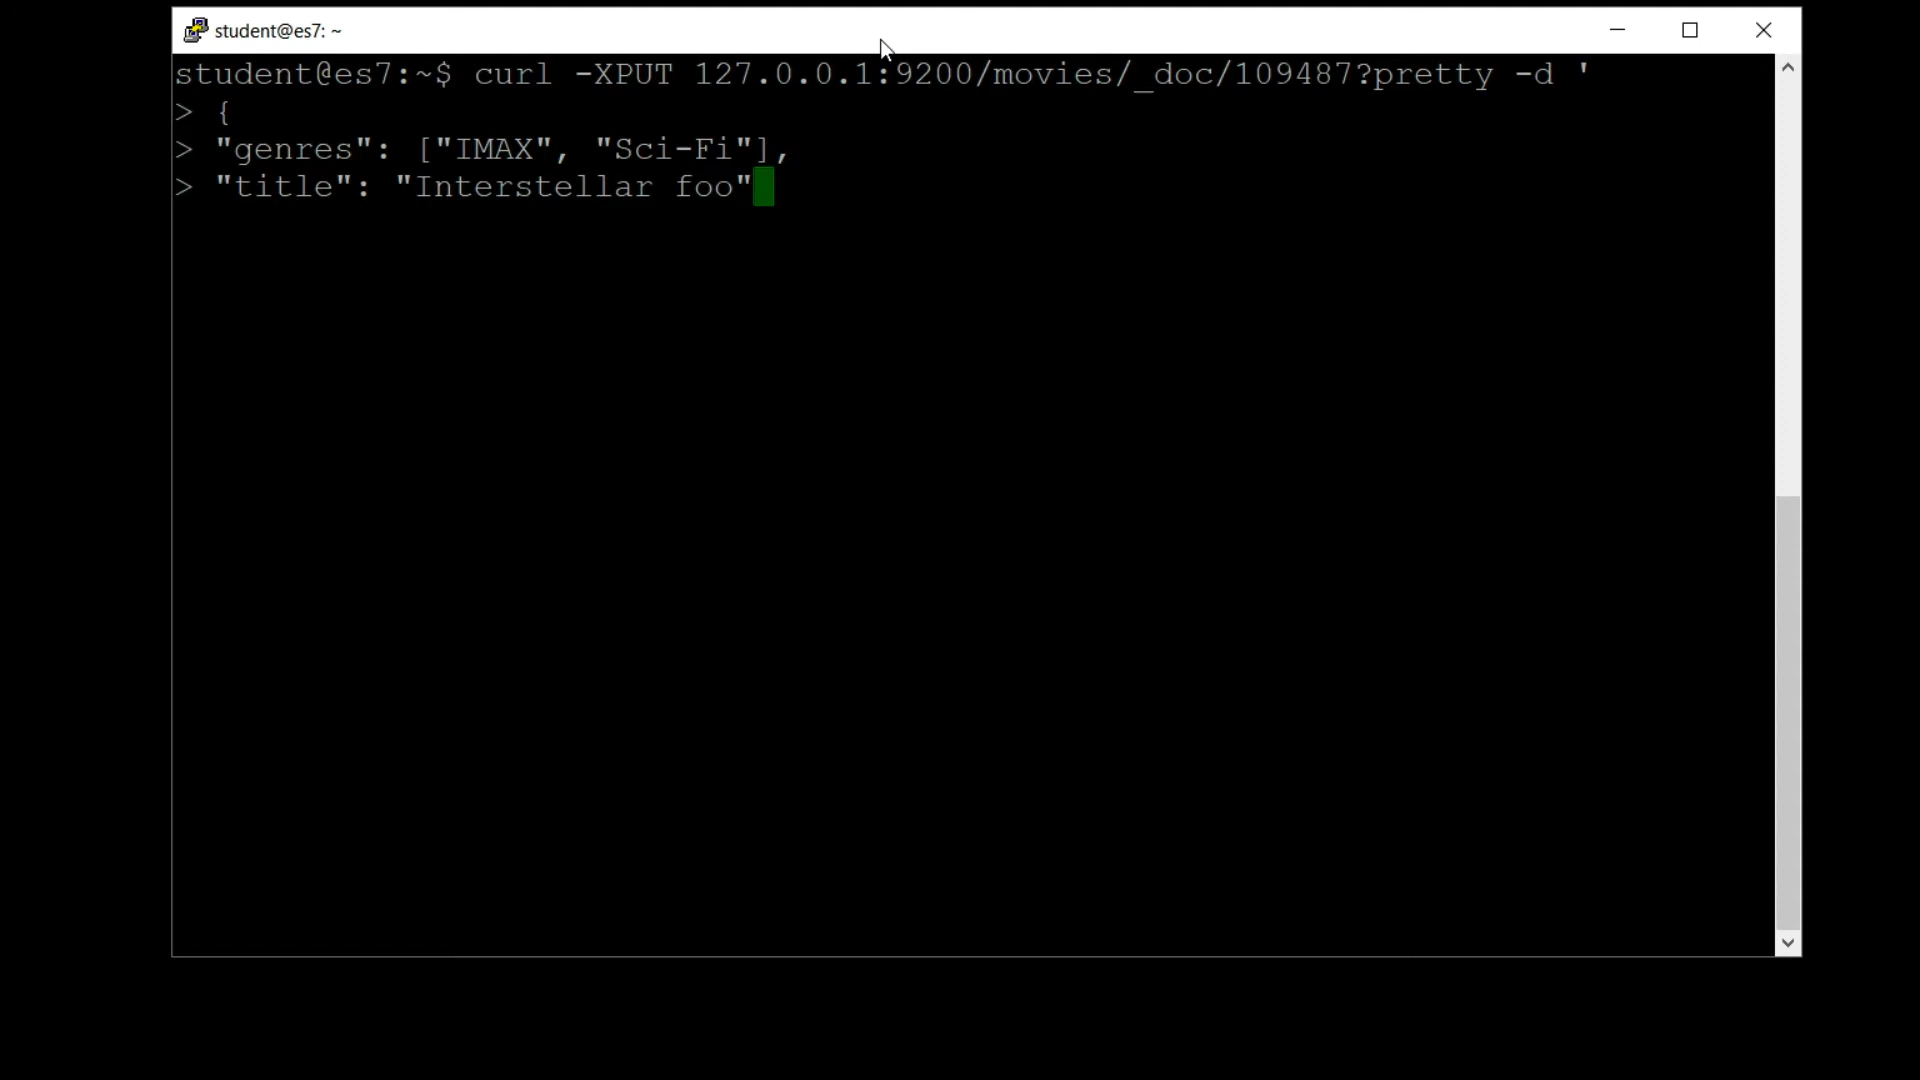 student@es7: ~
student@es7:~$ curl -XPUT 127.0.0.1:9200/movies/_doc/109487?pretty -d '
> {
> "genres": ["IMAX", "Sci-Fi"],
> "title": "Interstellar foo"